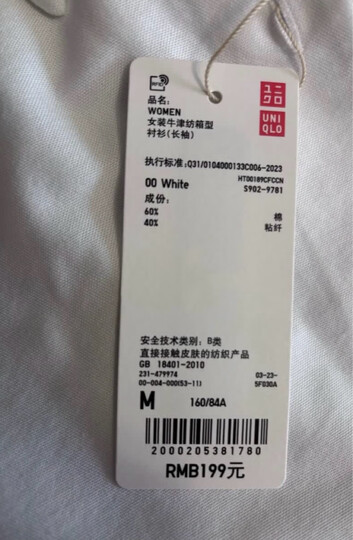 RFID
ユニ
クロ
UNI
QLO
品名:
WOMEN
女装牛津纺箱型
衬衫(长袖)
执行标准:Q31/0104000133C006-2023
HT00189CFCCN
00 White
S902-9781
成份:
60% 棉
40% 粘纤
安全技术类别: B类
直接接触皮肤的纺织产品
GB 18401-2010
231-479974 03-23-
00-004-000(53-11) 5F030A
M 160/84A
2000205381780
RMB199元